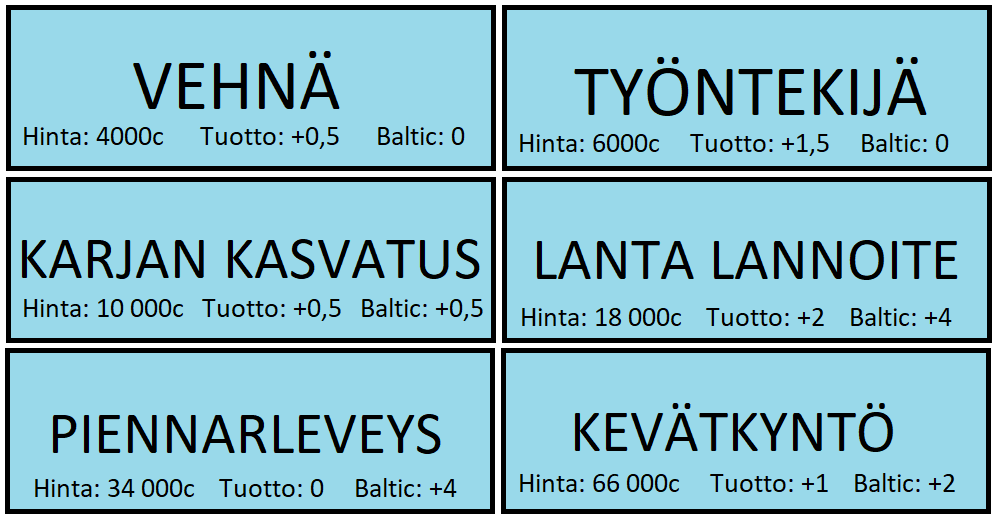 VEHNÄ
Hinta: 4000c Tuotto: +0,5 Baltic: 0
TYÖNTEKIJÄ
Hinta: 6000c Tuotto: +1,5 Baltic: 0
KARJAN KASVATUS
Hinta: 10 000c Tuotto: +0,5 Baltic: +0,5
LANTA LANNOITE
Hinta: 18 000c Tuotto: +2 Baltic: +4
PIENNARLEVEYS
Hinta: 34 000c Tuotto: 0 Baltic: +4
KEVÄTKYNTÖ
Hinta: 66 000c Tuotto: +1 Baltic: +2